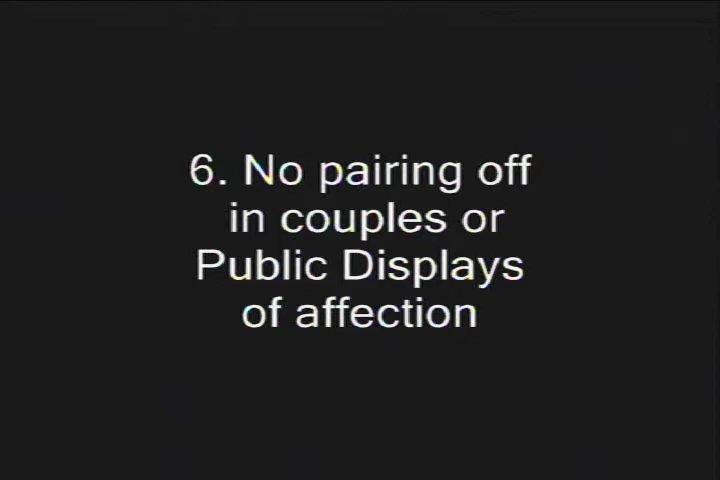 6. No pairing off
in couples or
Public Displays
of affection